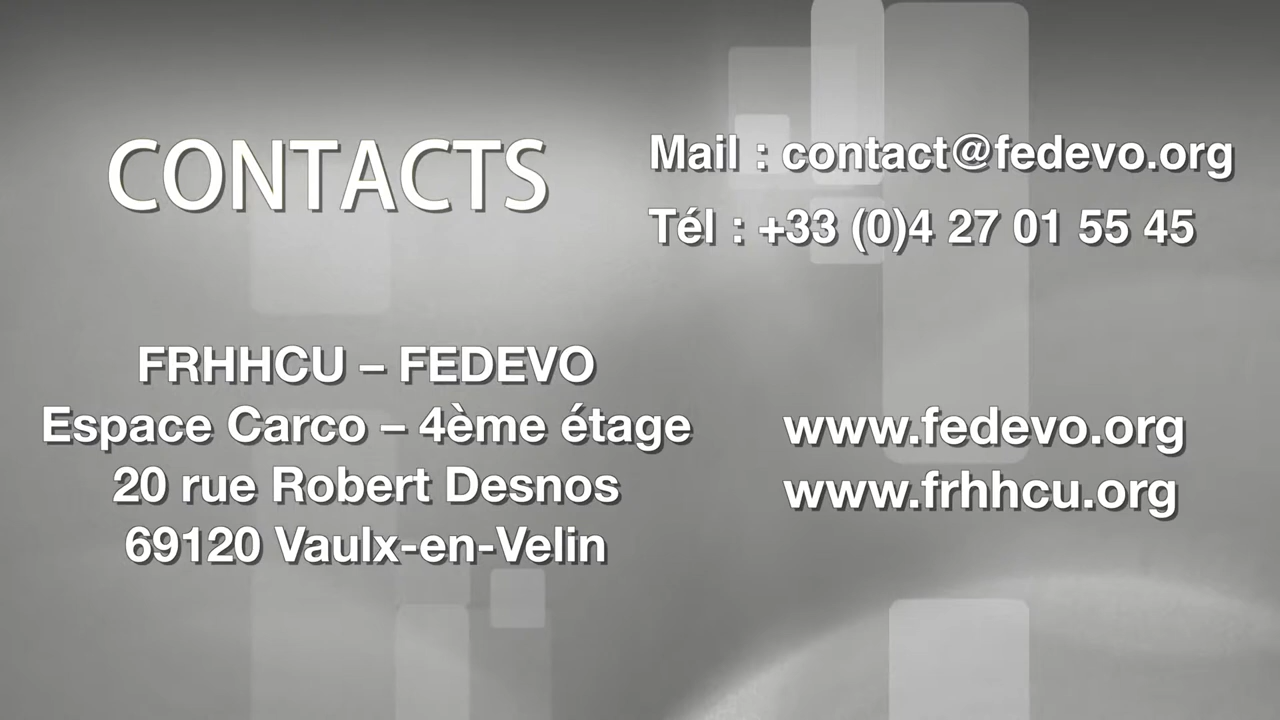 CONTACTS
Mail : contact@fedevo.org
Tél : +33 (0)4 27 01 55 45
FRHHCU – FEDEVO
Espace Carco – 4ème étage
20 rue Robert Desnos
69120 Vaulx-en-Velin
www.fedevo.org
www.frhhcu.org